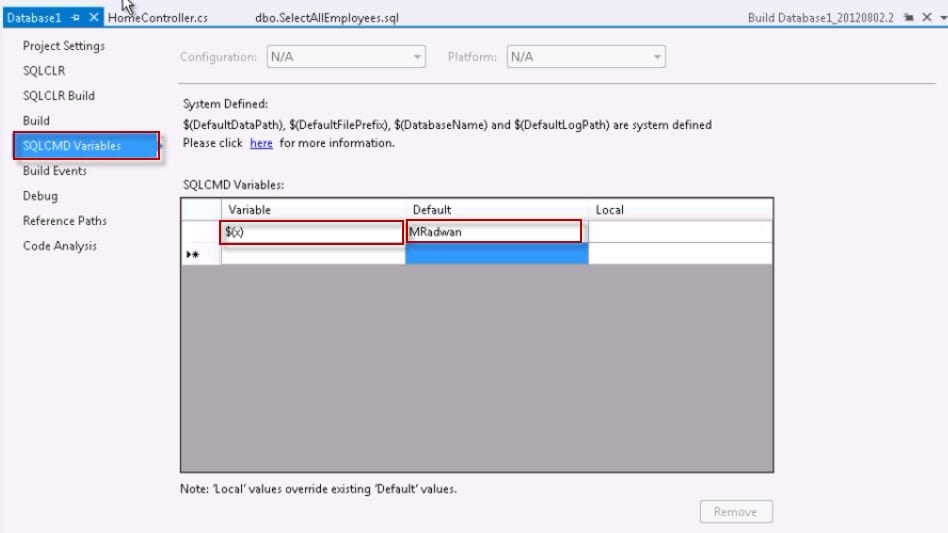 Database1 HomeController.cs dbo.SelectAllEmployees.sql Build Database1_20120802.2
Project Settings
Configuration: N/A Platform: N/A
SQLCLR
SQLCLR Build
System Defined:
Build
$(DefaultDataPath), $(DefaultFilePrefix), $(DatabaseName) and $(DefaultLogPath) are system defined
SQLCMD Variables
Please click here for more information.
Build Events
SQLCMD Variables:
Debug
Variable Default Local
Reference Paths
$(x) MRadwan
Code Analysis
Note: 'Local' values override existing 'Default' values.
Remove